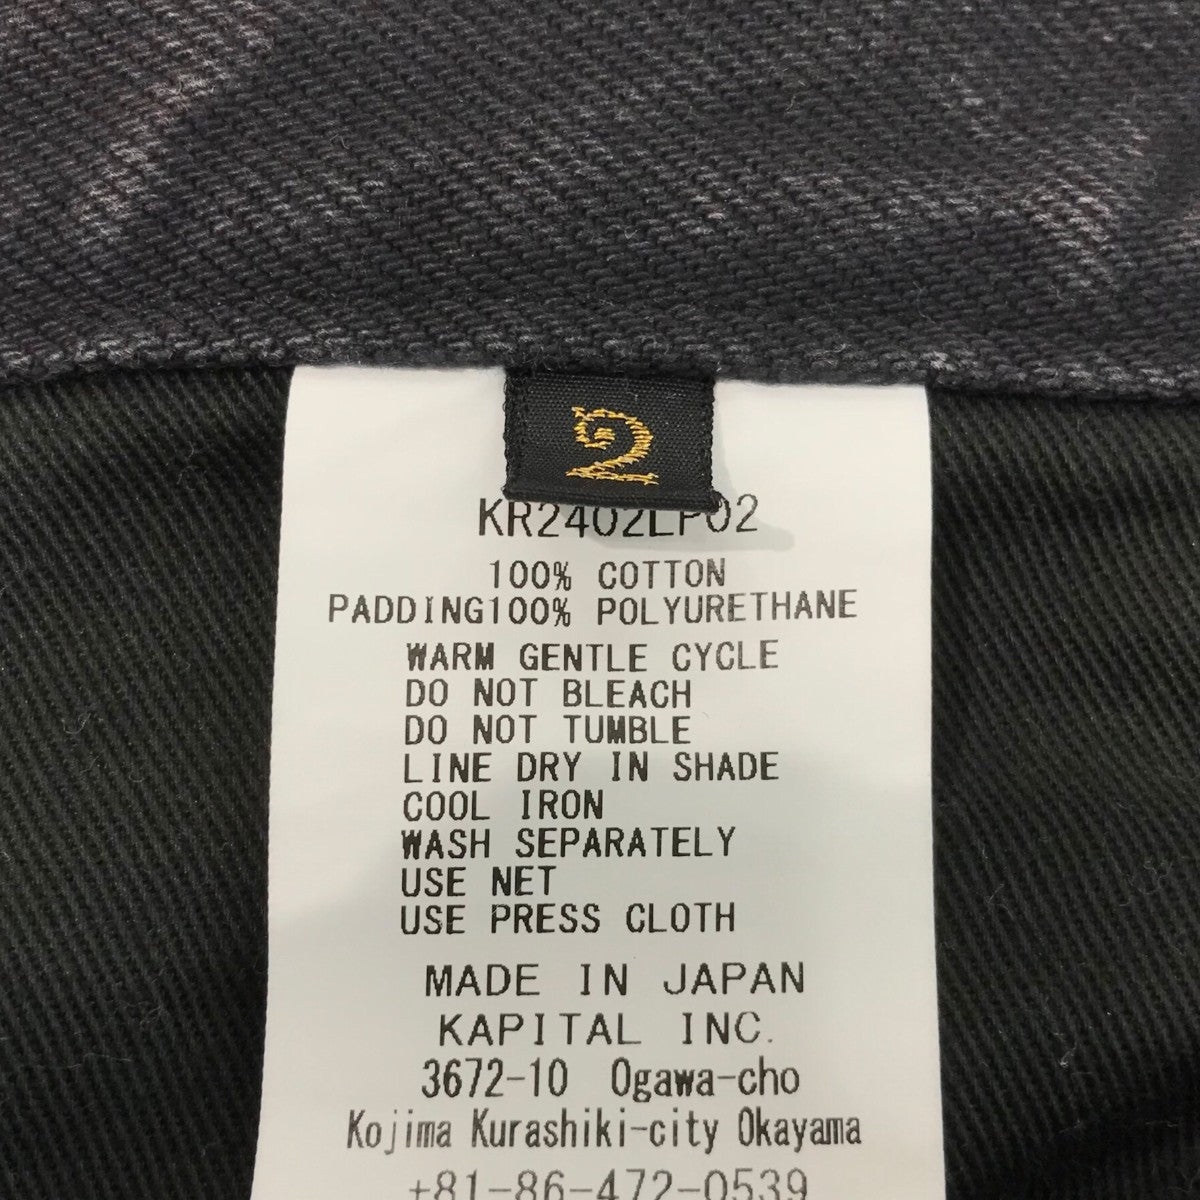 2
KR2402LP02
100% COTTON
PADDING100% POLYURETHANE
WARM GENTLE CYCLE
DO NOT BLEACH
DO NOT TUMBLE
LINE DRY IN SHADE
COOL IRON
WASH SEPARATELY
USE NET
USE PRESS CLOTH
MADE IN JAPAN
KAPITAL INC.
3672-10 Ogawa-cho
Kojima Kurashiki-city Okayama
+81-86-472-0539